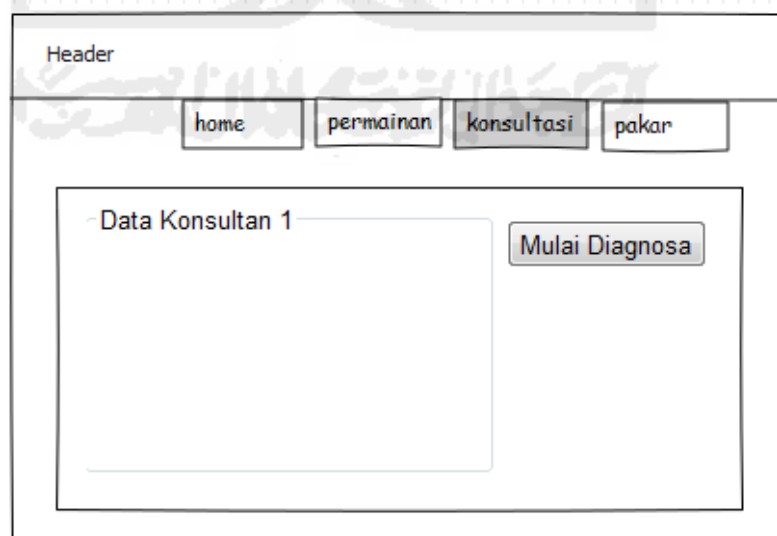 Header
home permainan konsultasi pakar
Data Konsultan 1
Mulai Diagnosa